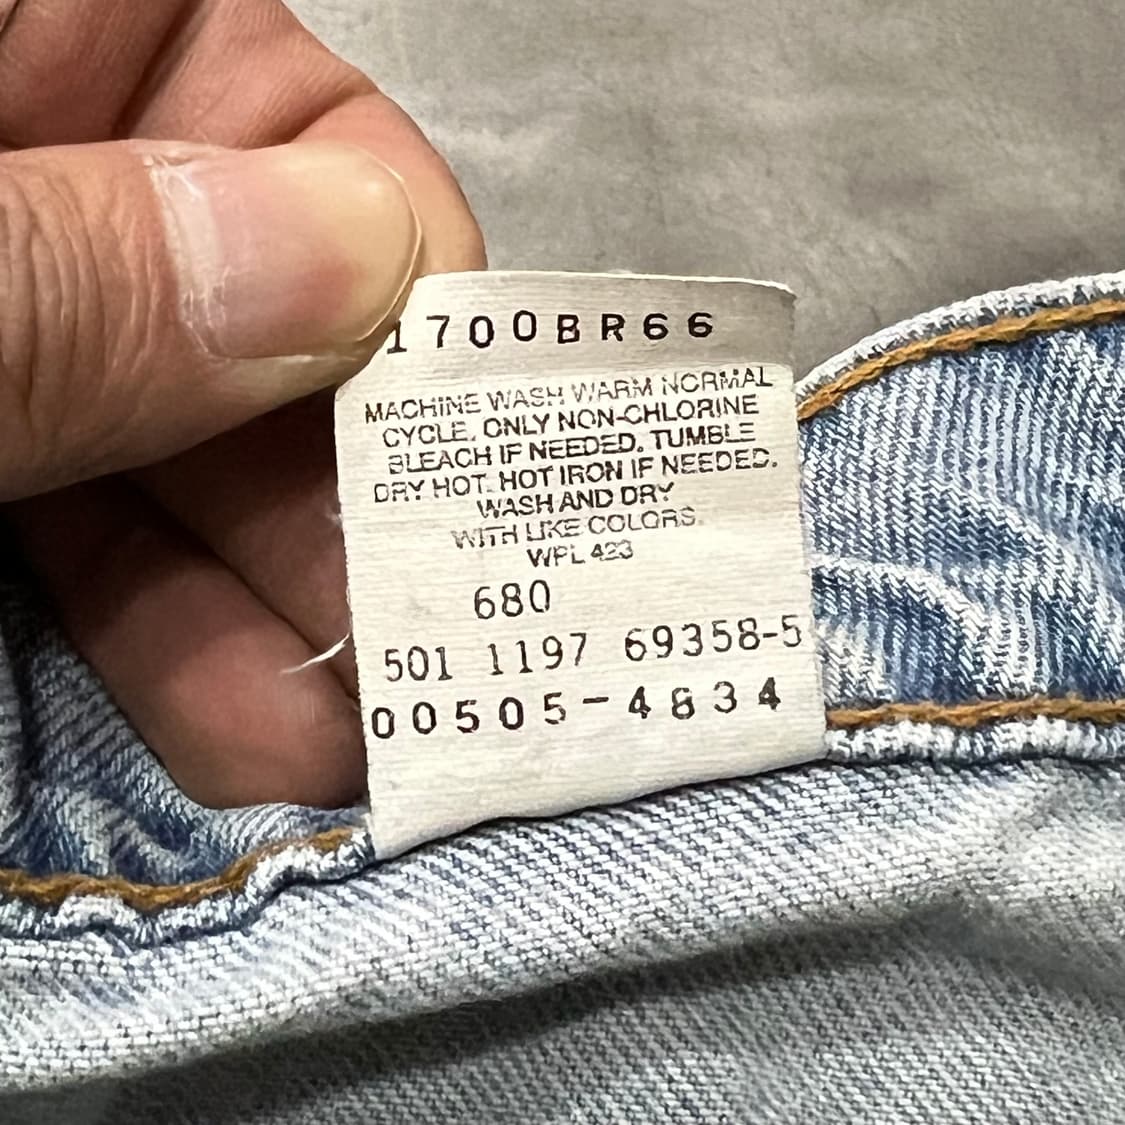 1700BR66
MACHINE WASH WARM NORMAL
CYCLE, ONLY NON-CHLORINE
BLEACH IF NEEDED. TUMBLE
DRY HOT. HOT IRON IF NEEDED.
WASH AND DRY
WITH LIKE COLORS.
WPL 423
680
501 1197 69358-5
00505-4834